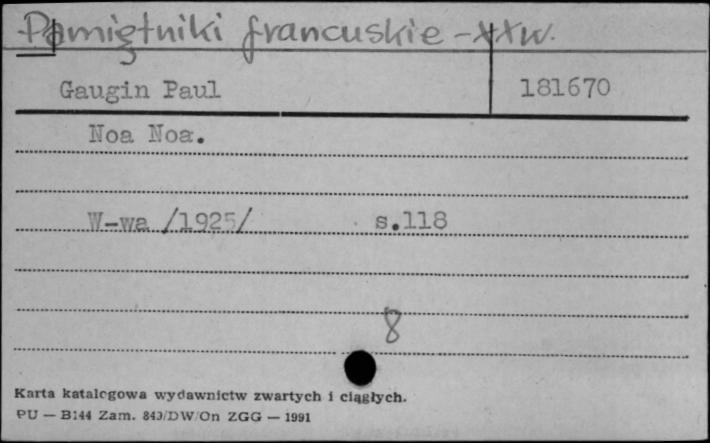 Pamiętniki francuskie - XX w.
Gaugin Paul 181670
Noa Noa.
W-wa /1925/ s.118
8
Karta katalogowa wydawnictw zwartych i ciągłych.
PU — B144 Zam. 843/DW/On ZGG — 1991